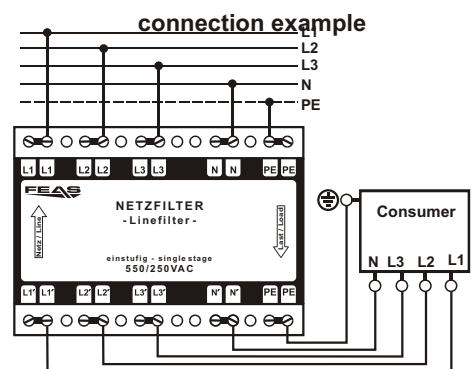 connection example
L1
L2
L3
N
PE
L1 L1 L2 L2 L3 L3 N N PE PE
FEAS
NETZFILTER
-Linefilter-
Netz / Line
Last / Load
einstufig - single stage
550/250VAC
L1' L1' L2' L2' L3' L3' N' N' PE PE
Consumer
N L3 L2 L1